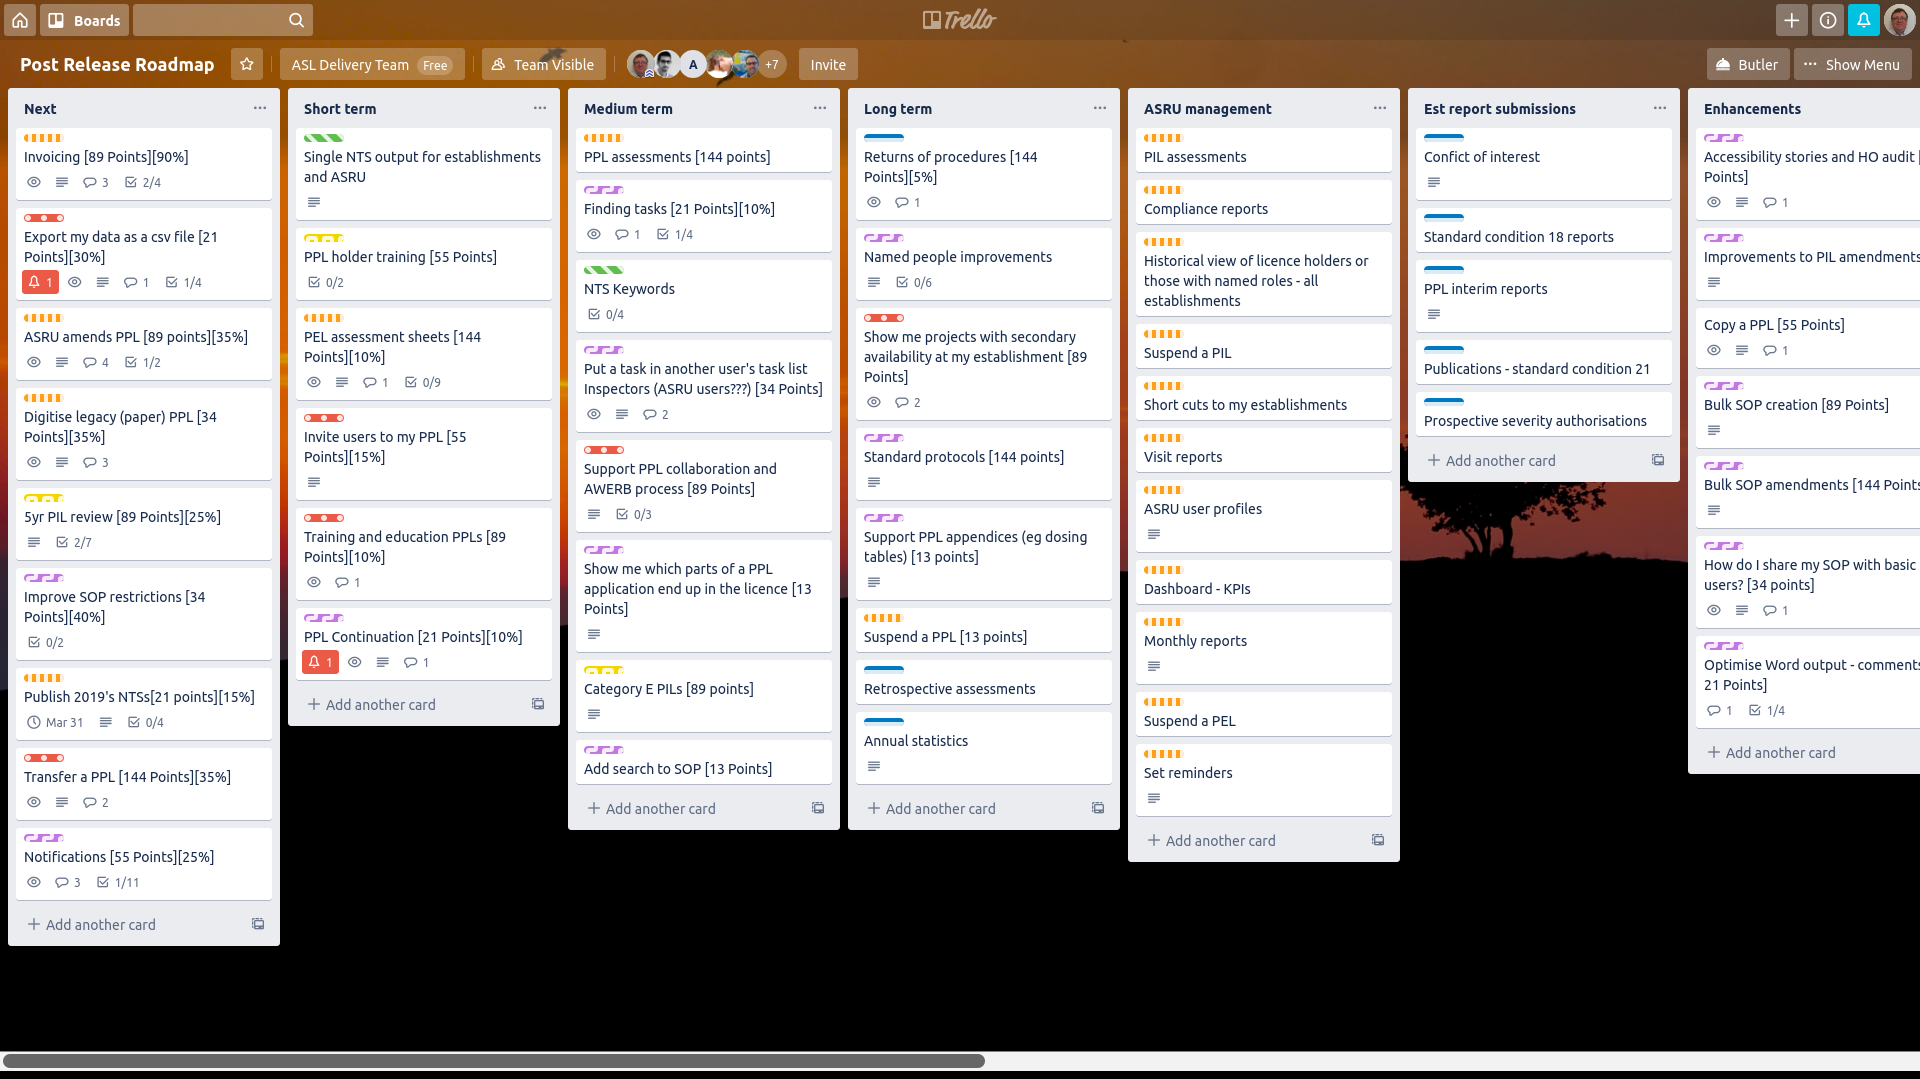 Boards
Trello
Post Release Roadmap
ASL Delivery Team Free
Team Visible
A
+7
Invite
Butler
Show Menu
Next
Invoicing [89 Points][90%]
3 2/4
Export my data as a csv file [21
Points][30%]
1 1 1/4
ASRU amends PPL [89 points][35%]
4 1/2
Digitise legacy (paper) PPL [34
Points][35%]
3
5yr PIL review [89 Points][25%]
2/7
Improve SOP restrictions [34
Points][40%]
0/2
Publish 2019's NTSs[21 points][15%]
Mar 31 0/4
Transfer a PPL [144 Points][35%]
2
Notifications [55 Points][25%]
3 1/11
Add another card
Short term
Single NTS output for establishments
and ASRU
PPL holder training [55 Points]
0/2
PEL assessment sheets [144
Points][10%]
1 0/9
Invite users to my PPL [55
Points][15%]
Training and education PPLs [89
Points][10%]
1
PPL Continuation [21 Points][10%]
1 1
Add another card
Medium term
PPL assessments [144 points]
Finding tasks [21 Points][10%]
1 1/4
NTS Keywords
0/4
Put a task in another user's task list
Inspectors (ASRU users???) [34 Points]
2
Support PPL collaboration and
AWERB process [89 Points]
0/3
Show me which parts of a PPL
application end up in the licence [13
Points]
Category E PILs [89 points]
Add search to SOP [13 Points]
Add another card
Long term
Returns of procedures [144
Points][5%]
1
Named people improvements
0/6
Show me projects with secondary
availability at my establishment [89
Points]
2
Standard protocols [144 points]
Support PPL appendices (eg dosing
tables) [13 points]
Suspend a PPL [13 points]
Retrospective assessments
Annual statistics
Add another card
ASRU management
PIL assessments
Compliance reports
Historical view of licence holders or
those with named roles - all
establishments
Suspend a PIL
Short cuts to my establishments
Visit reports
ASRU user profiles
Dashboard - KPIs
Monthly reports
Suspend a PEL
Set reminders
Add another card
Est report submissions
Confict of interest
Standard condition 18 reports
PPL interim reports
Publications - standard condition 21
Prospective severity authorisations
Add another card
Enhancements
Accessibility stories and HO audit [
Points]
1
Improvements to PIL amendments
Copy a PPL [55 Points]
1
Bulk SOP creation [89 Points]
Bulk SOP amendments [144 Points
How do I share my SOP with basic
users? [34 points]
1
Optimise Word output - comments
21 Points]
1 1/4
Add another card